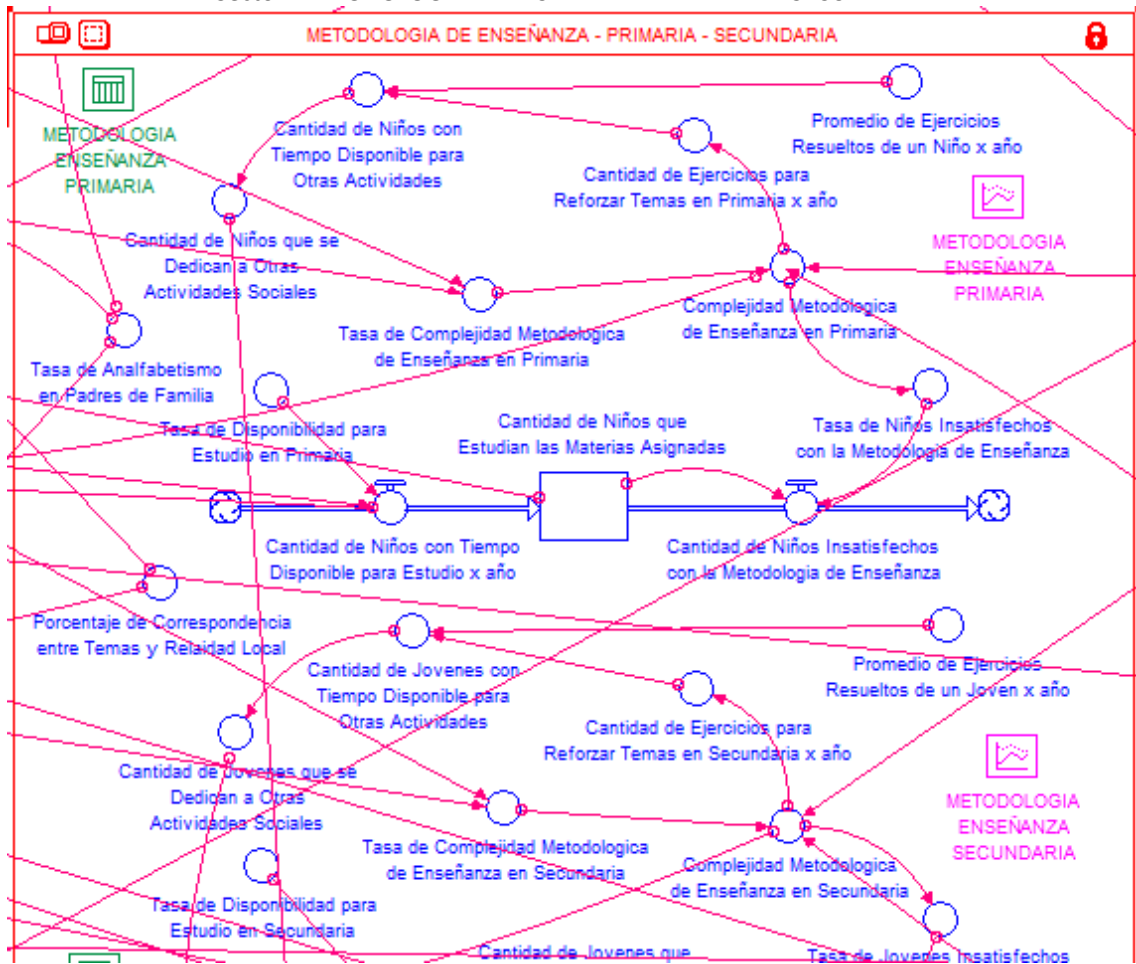 METODOLOGIA DE ENSEÑANZA - PRIMARIA - SECUNDARIA
METODOLOGIA
ENSEÑANZA
PRIMARIA
Cantidad de Niños con
Tiempo Disponible para
Otras Actividades
Promedio de Ejercicios
Resueltos de un Niño x año
Cantidad de Ejercicios para
Reforzar Temas en Primaria x año
METODOLOGIA
ENSEÑANZA
PRIMARIA
Cantidad de Niños que se
Dedican a Otras
Actividades Sociales
Tasa de Complejidad Metodologica
de Enseñanza en Primaria
Complejidad Metodologica
de Enseñanza en Primaria
Tasa de Analfabetismo
en Padres de Familia
Tasa de Disponibilidad para
Estudio en Primaria
Cantidad de Niños que
Estudian las Materias Asignadas
Tasa de Niños Insatisfechos
con la Metodologia de Enseñanza
Cantidad de Niños con Tiempo
Disponible para Estudio x año
Cantidad de Niños Insatisfechos
con la Metodologia de Enseñanza
Porcentaje de Correspondencia
entre Temas y Relaidad Local
Cantidad de Jovenes con
Tiempo Disponible para
Otras Actividades
Promedio de Ejercicios
Resueltos de un Joven x año
Cantidad de Ejercicios para
Reforzar Temas en Secundaria x año
Cantidad de Jovenes que se
Dedican a Otras
Actividades Sociales
METODOLOGIA
ENSEÑANZA
SECUNDARIA
Tasa de Complejidad Metodologica
de Enseñanza en Secundaria
Complejidad Metodologica
de Enseñanza en Secundaria
Tasa de Disponibilidad para
Estudio en Secundaria
Cantidad de Jovenes que
Tasa de Jovenes Insatisfechos